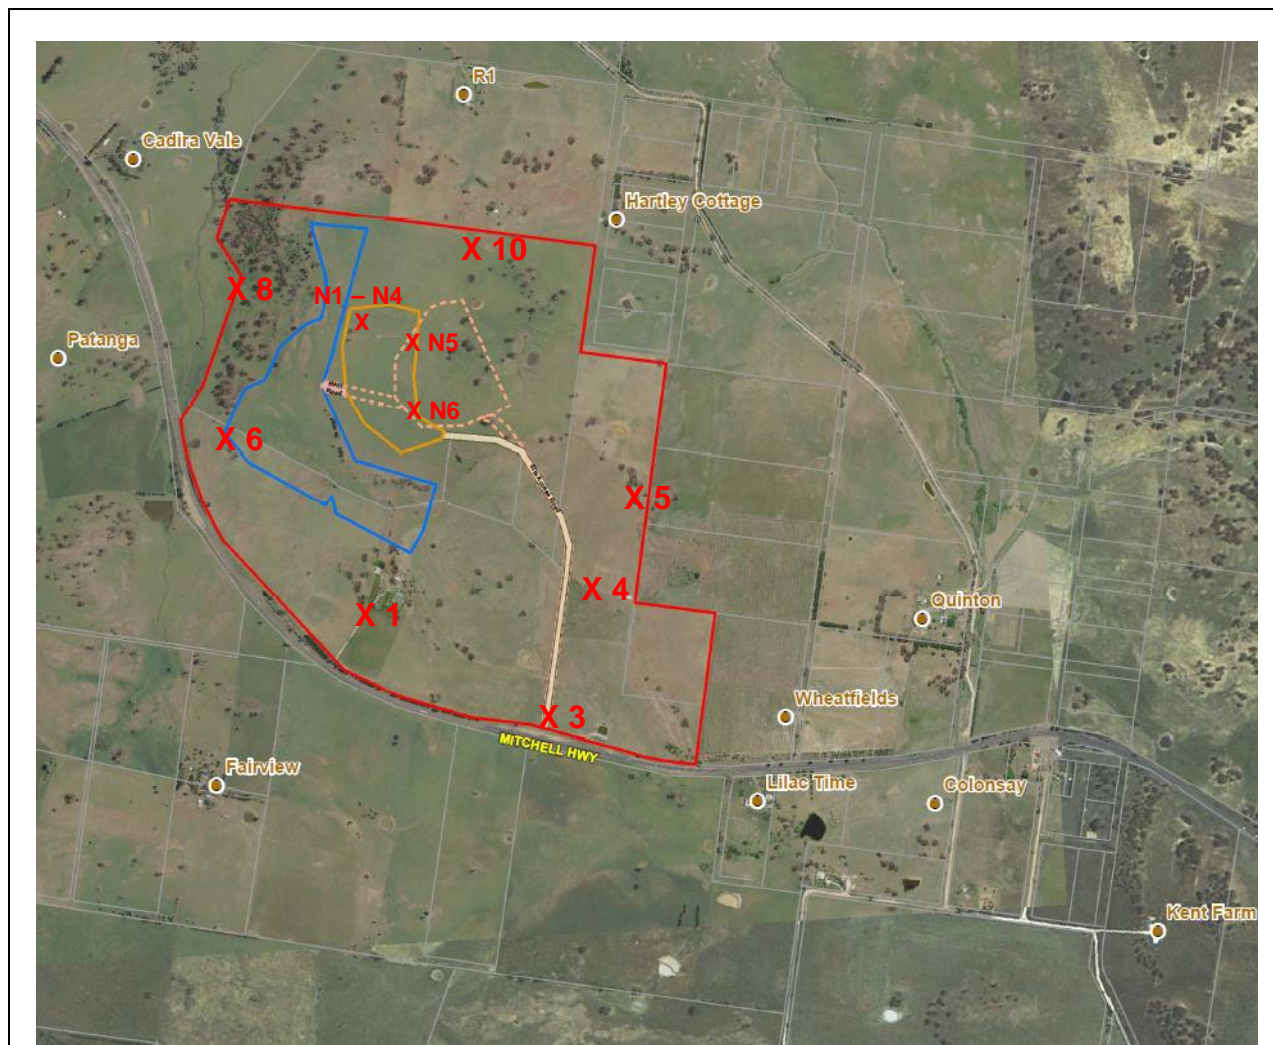 R1
Cadira Vale
Hartley Cottage
X 10
X 8
N1 – N4
X
X N5
Patanga
X N6
X 6
X 5
X 4
X 1
Quinton
Wheatfields
X 3
MITCHELL HWY
Fairview
Lilac Time
Colonsay
Kent Farm